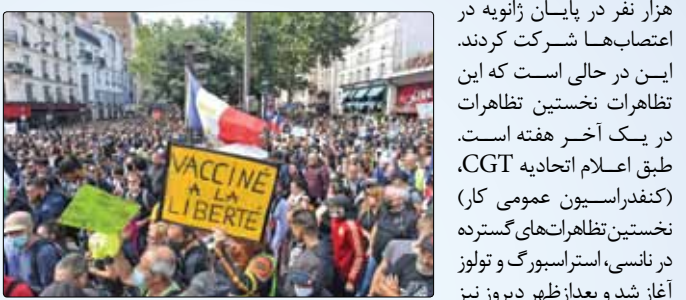 هزار نفر در پایان ژانویه در
اعتصاب‌ها شرکت کردند.
این در حالی است که این
تظاهرات نخستین تظاهرات
در یک آخر هفته است.
طبق اعلام اتحادیه CGT،
(کنفدراسیون عمومی کار)
نخستین تظاهرات‌های گسترده
در نانسی، استراسبورگ و تولوز
آغاز شد و بعدازظهر دیروز نیز
VACCINÉ
A LA
LIBERTÉ